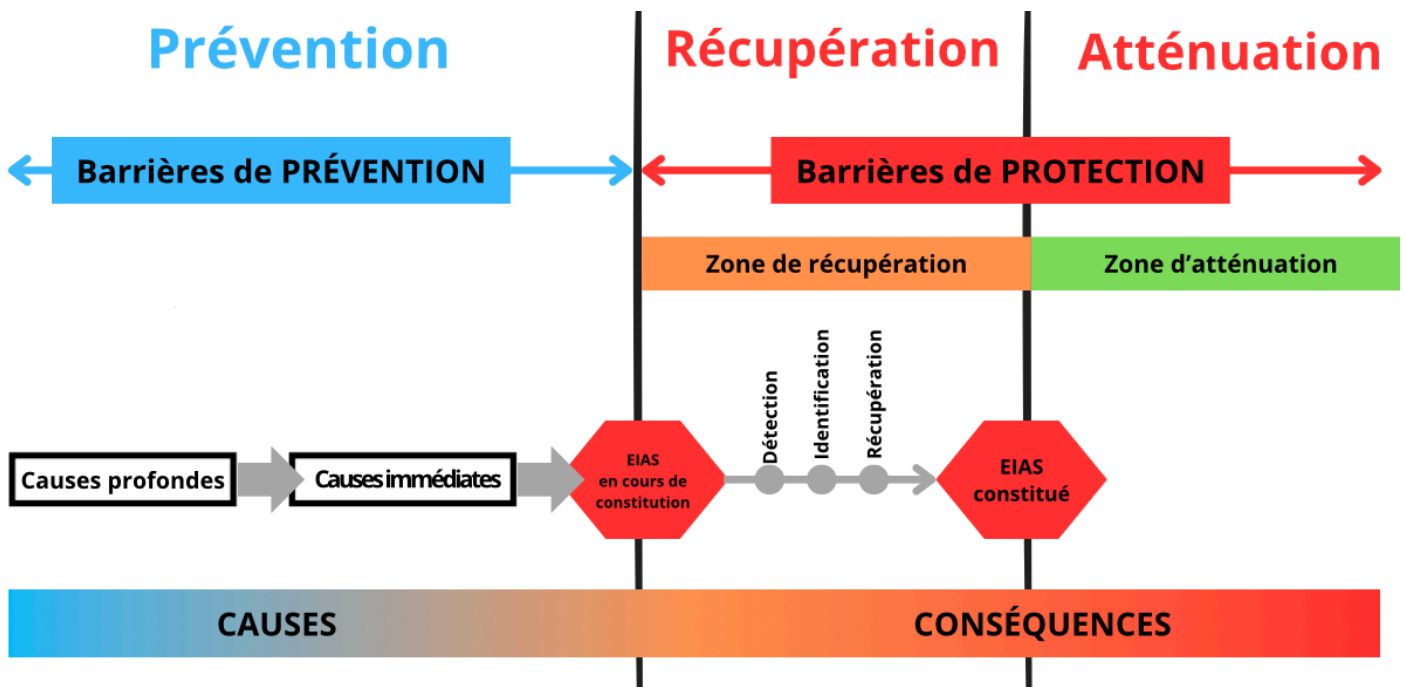 Prévention
Récupération
Atténuation
Barrières de PRÉVENTION
Barrières de PROTECTION
Zone de récupération
Zone d’atténuation
Détection
Identification
Récupération
Causes profondes
Causes immédiates
EIAS
en cours de
constitution
EIAS
constitué
CAUSES
CONSÉQUENCES